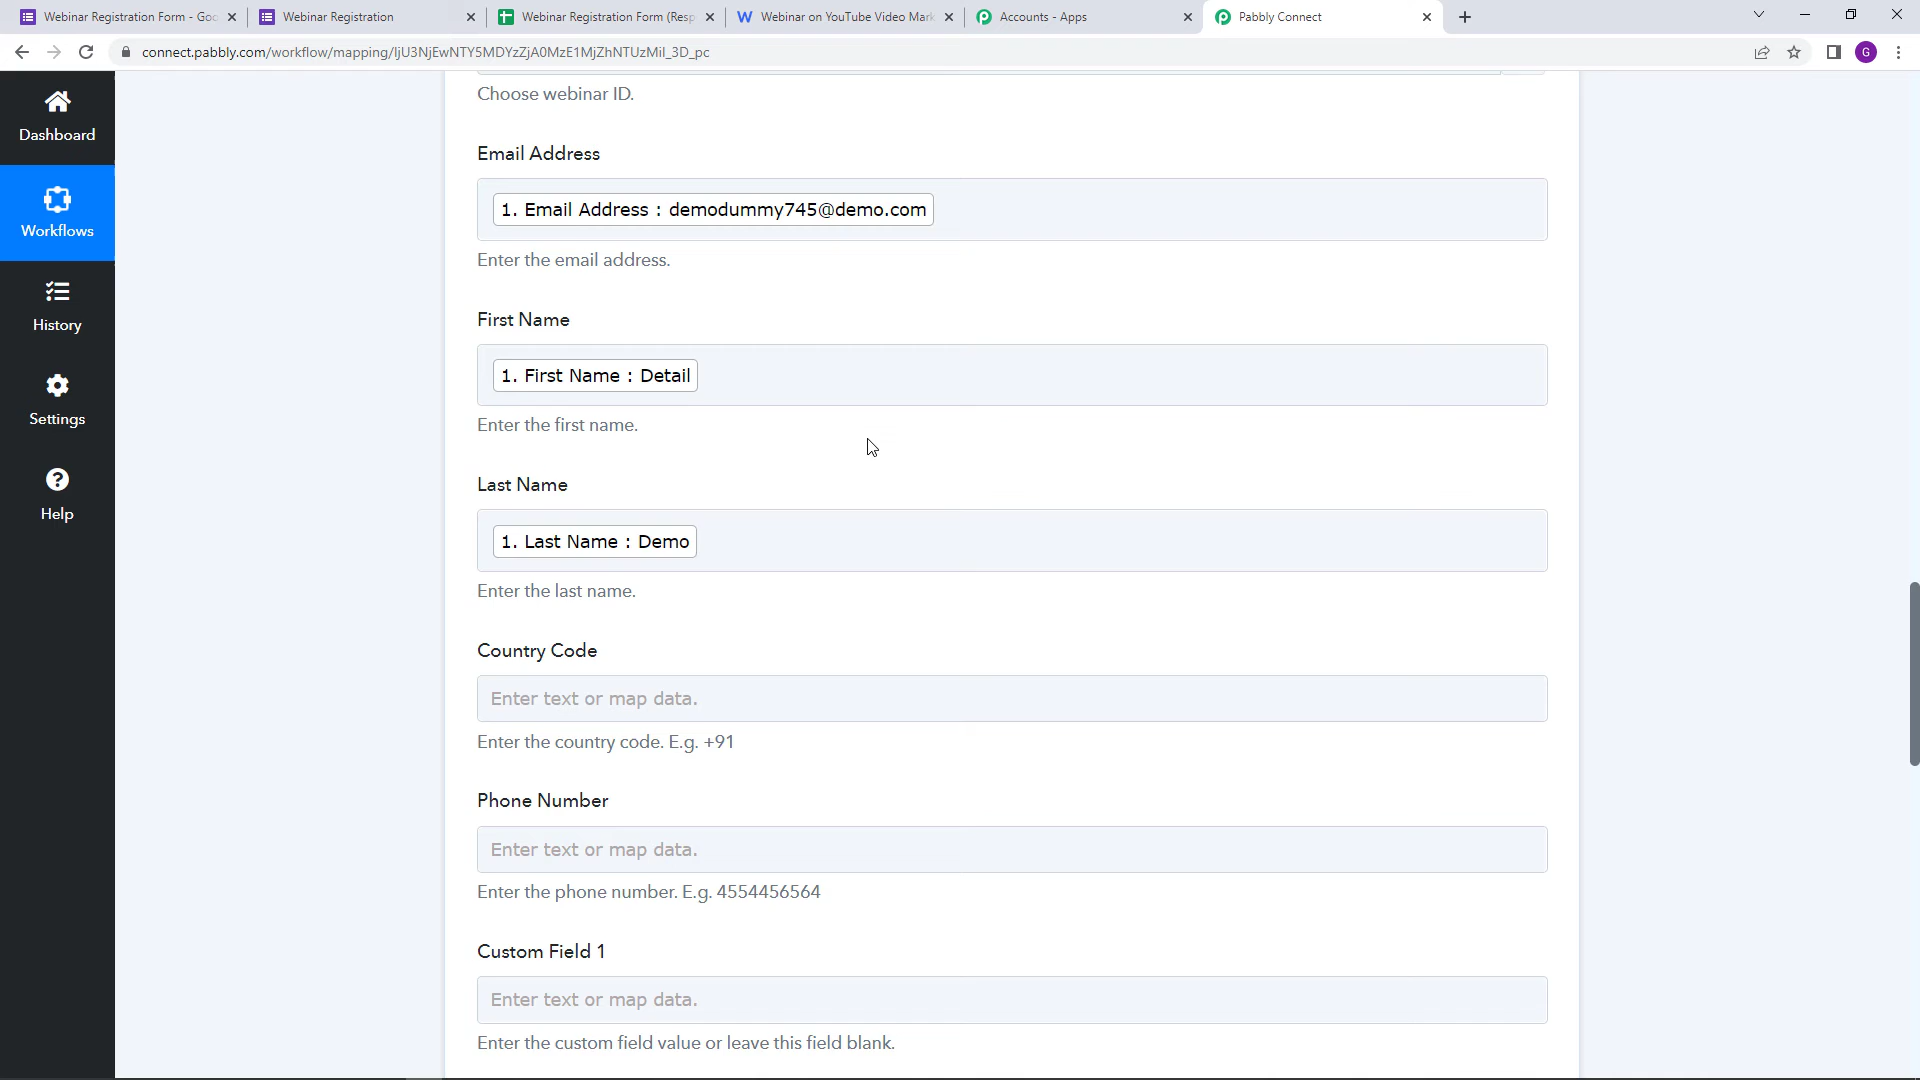 Webinar Registration Form - Goo
Webinar Registration
Webinar Registration Form (Resp
Webinar on YouTube Video Mark
Accounts - Apps
Pabbly Connect
connect.pabbly.com/workflow/mapping/IjU3NjEwNTY5MDYzZjA0MzE1MjZhNTUzMiI_3D_pc
G
Dashboard
Workflows
History
Settings
Help
Choose webinar ID.
Email Address
1. Email Address : demodummy745@demo.com
Enter the email address.
First Name
1. First Name : Detail
Enter the first name.
Last Name
1. Last Name : Demo
Enter the last name.
Country Code
Enter text or map data.
Enter the country code. E.g. +91
Phone Number
Enter text or map data.
Enter the phone number. E.g. 4554456564
Custom Field 1
Enter text or map data.
Enter the custom field value or leave this field blank.